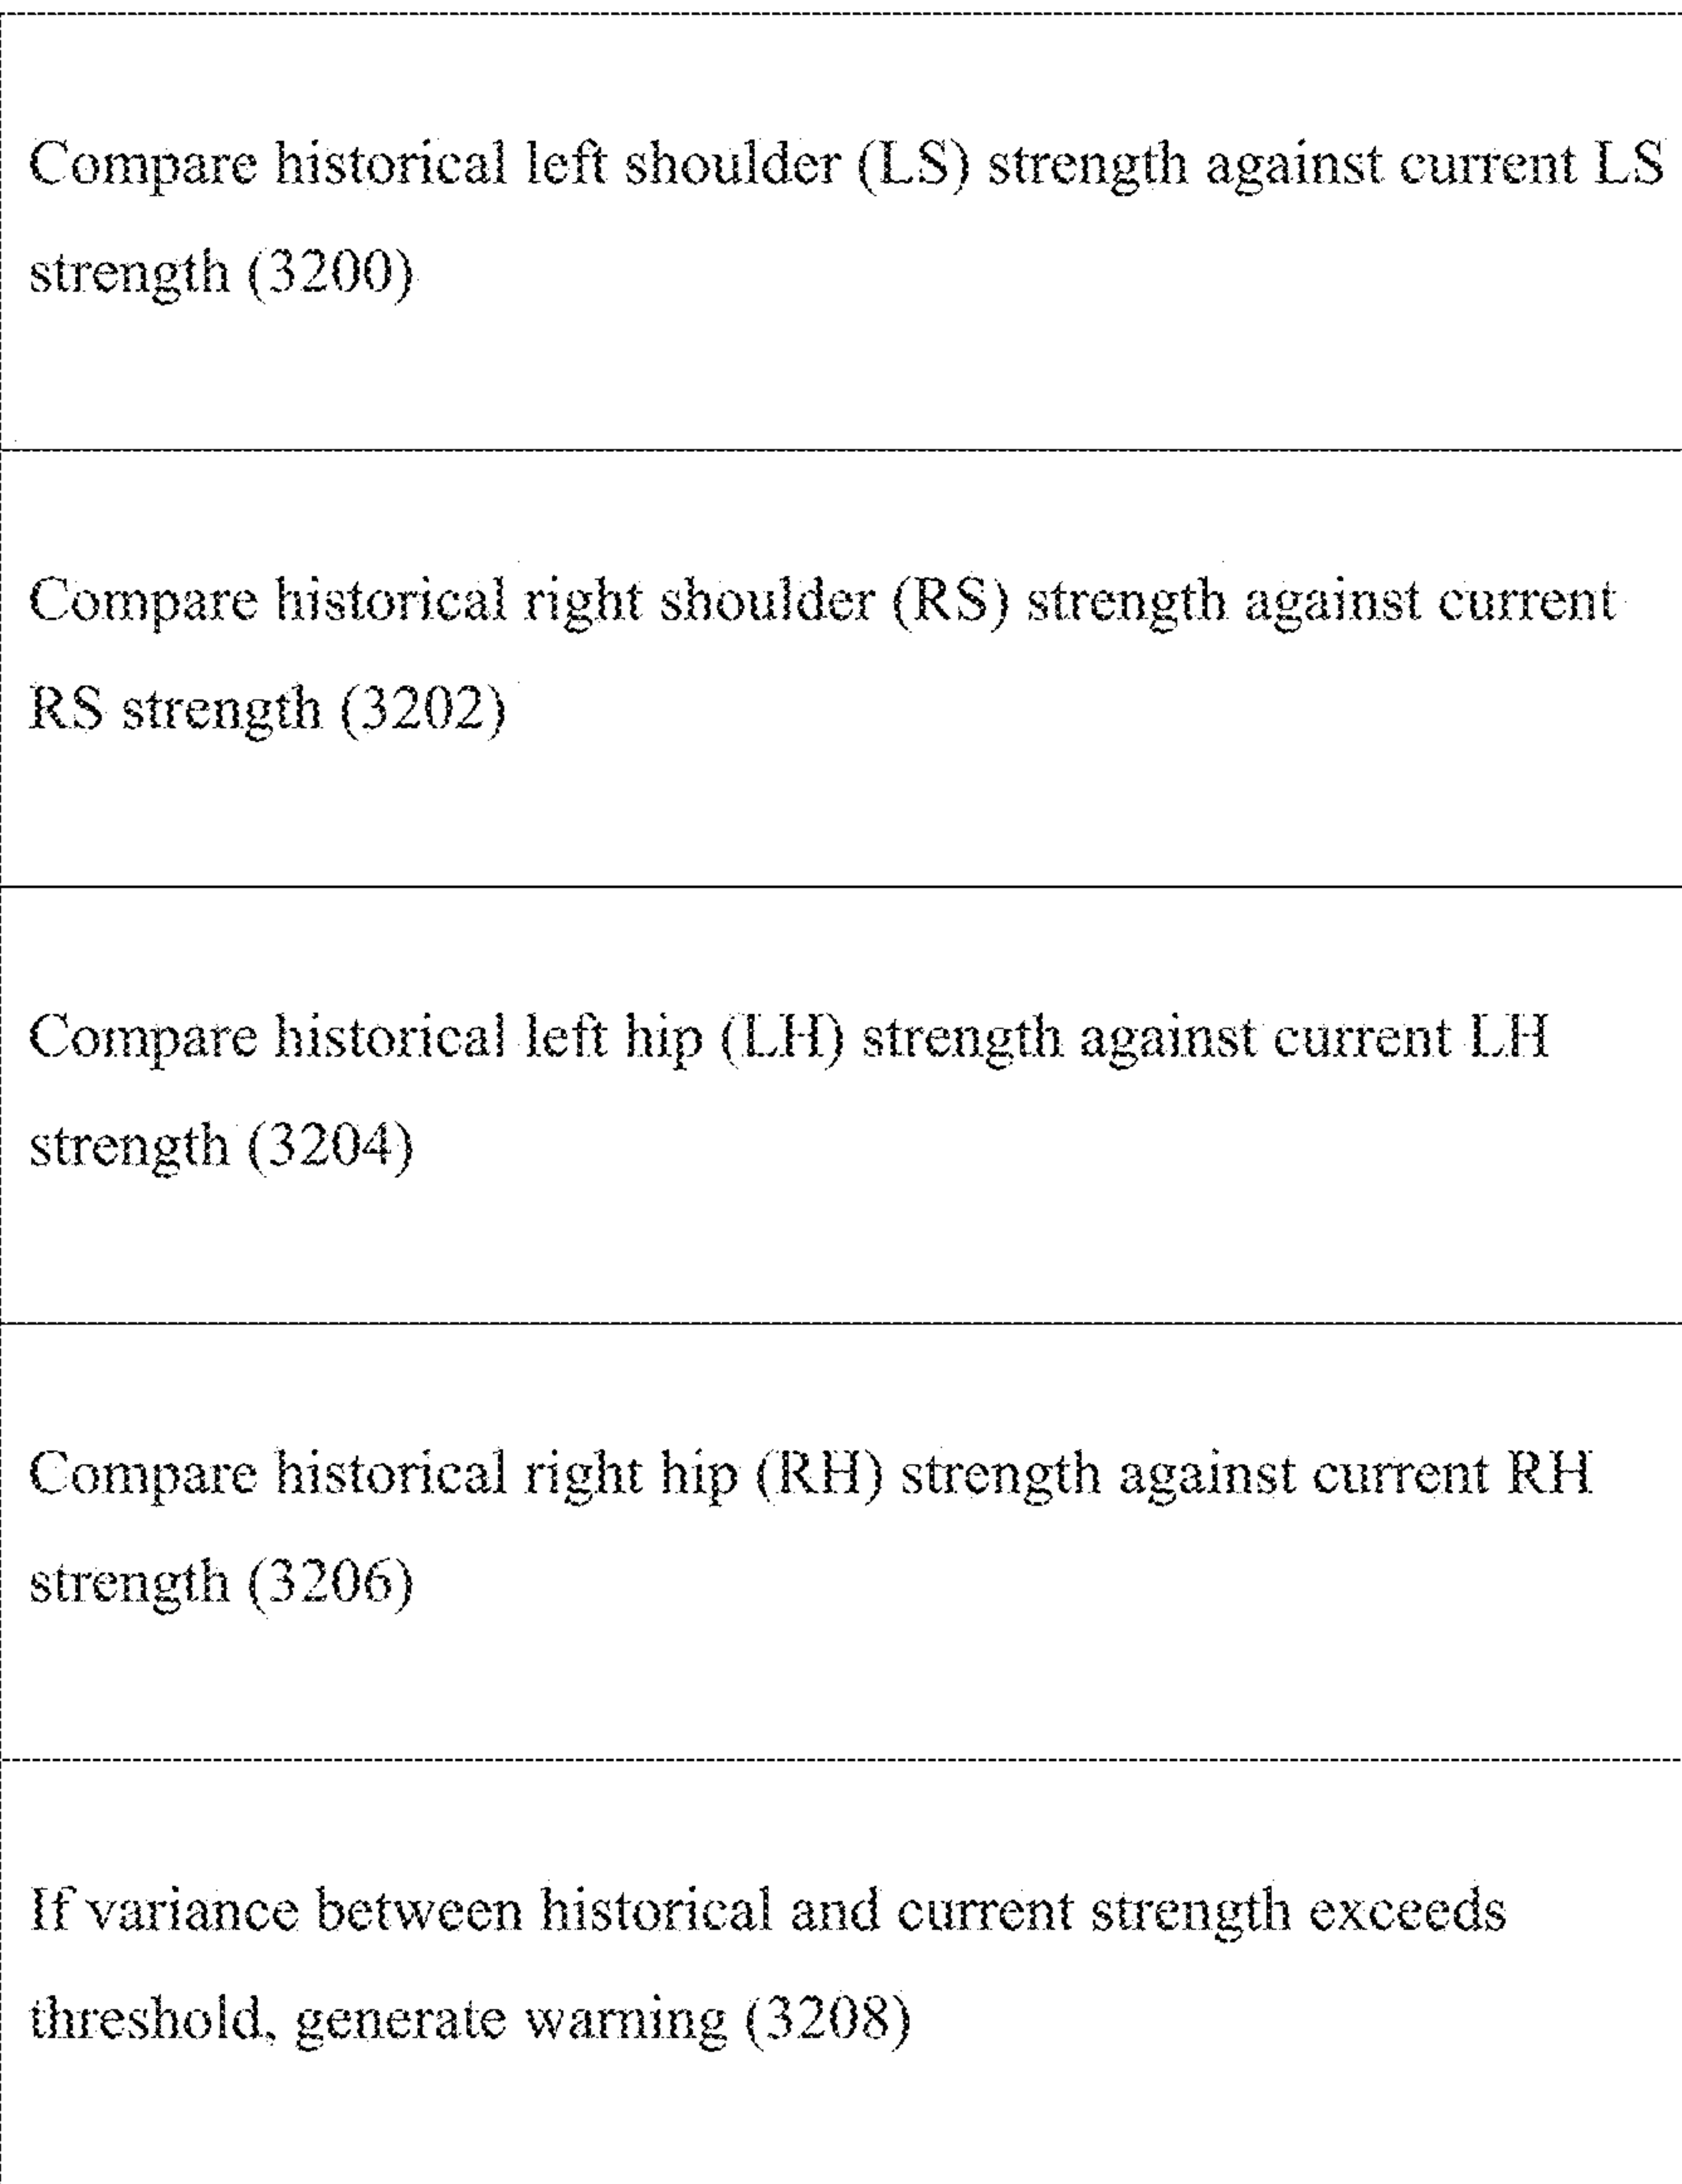 Compare historical left shoulder (LS) strength against current LS
strength (3200)
Compare historical right shoulder (RS) strength against current
RS strength (3202)
Compare historical left hip (LH) strength against current LH
strength (3204)
Compare historical right hip (RH) strength against current RH
strength (3206)
If variance between historical and current strength exceeds
threshold, generate warning (3208)